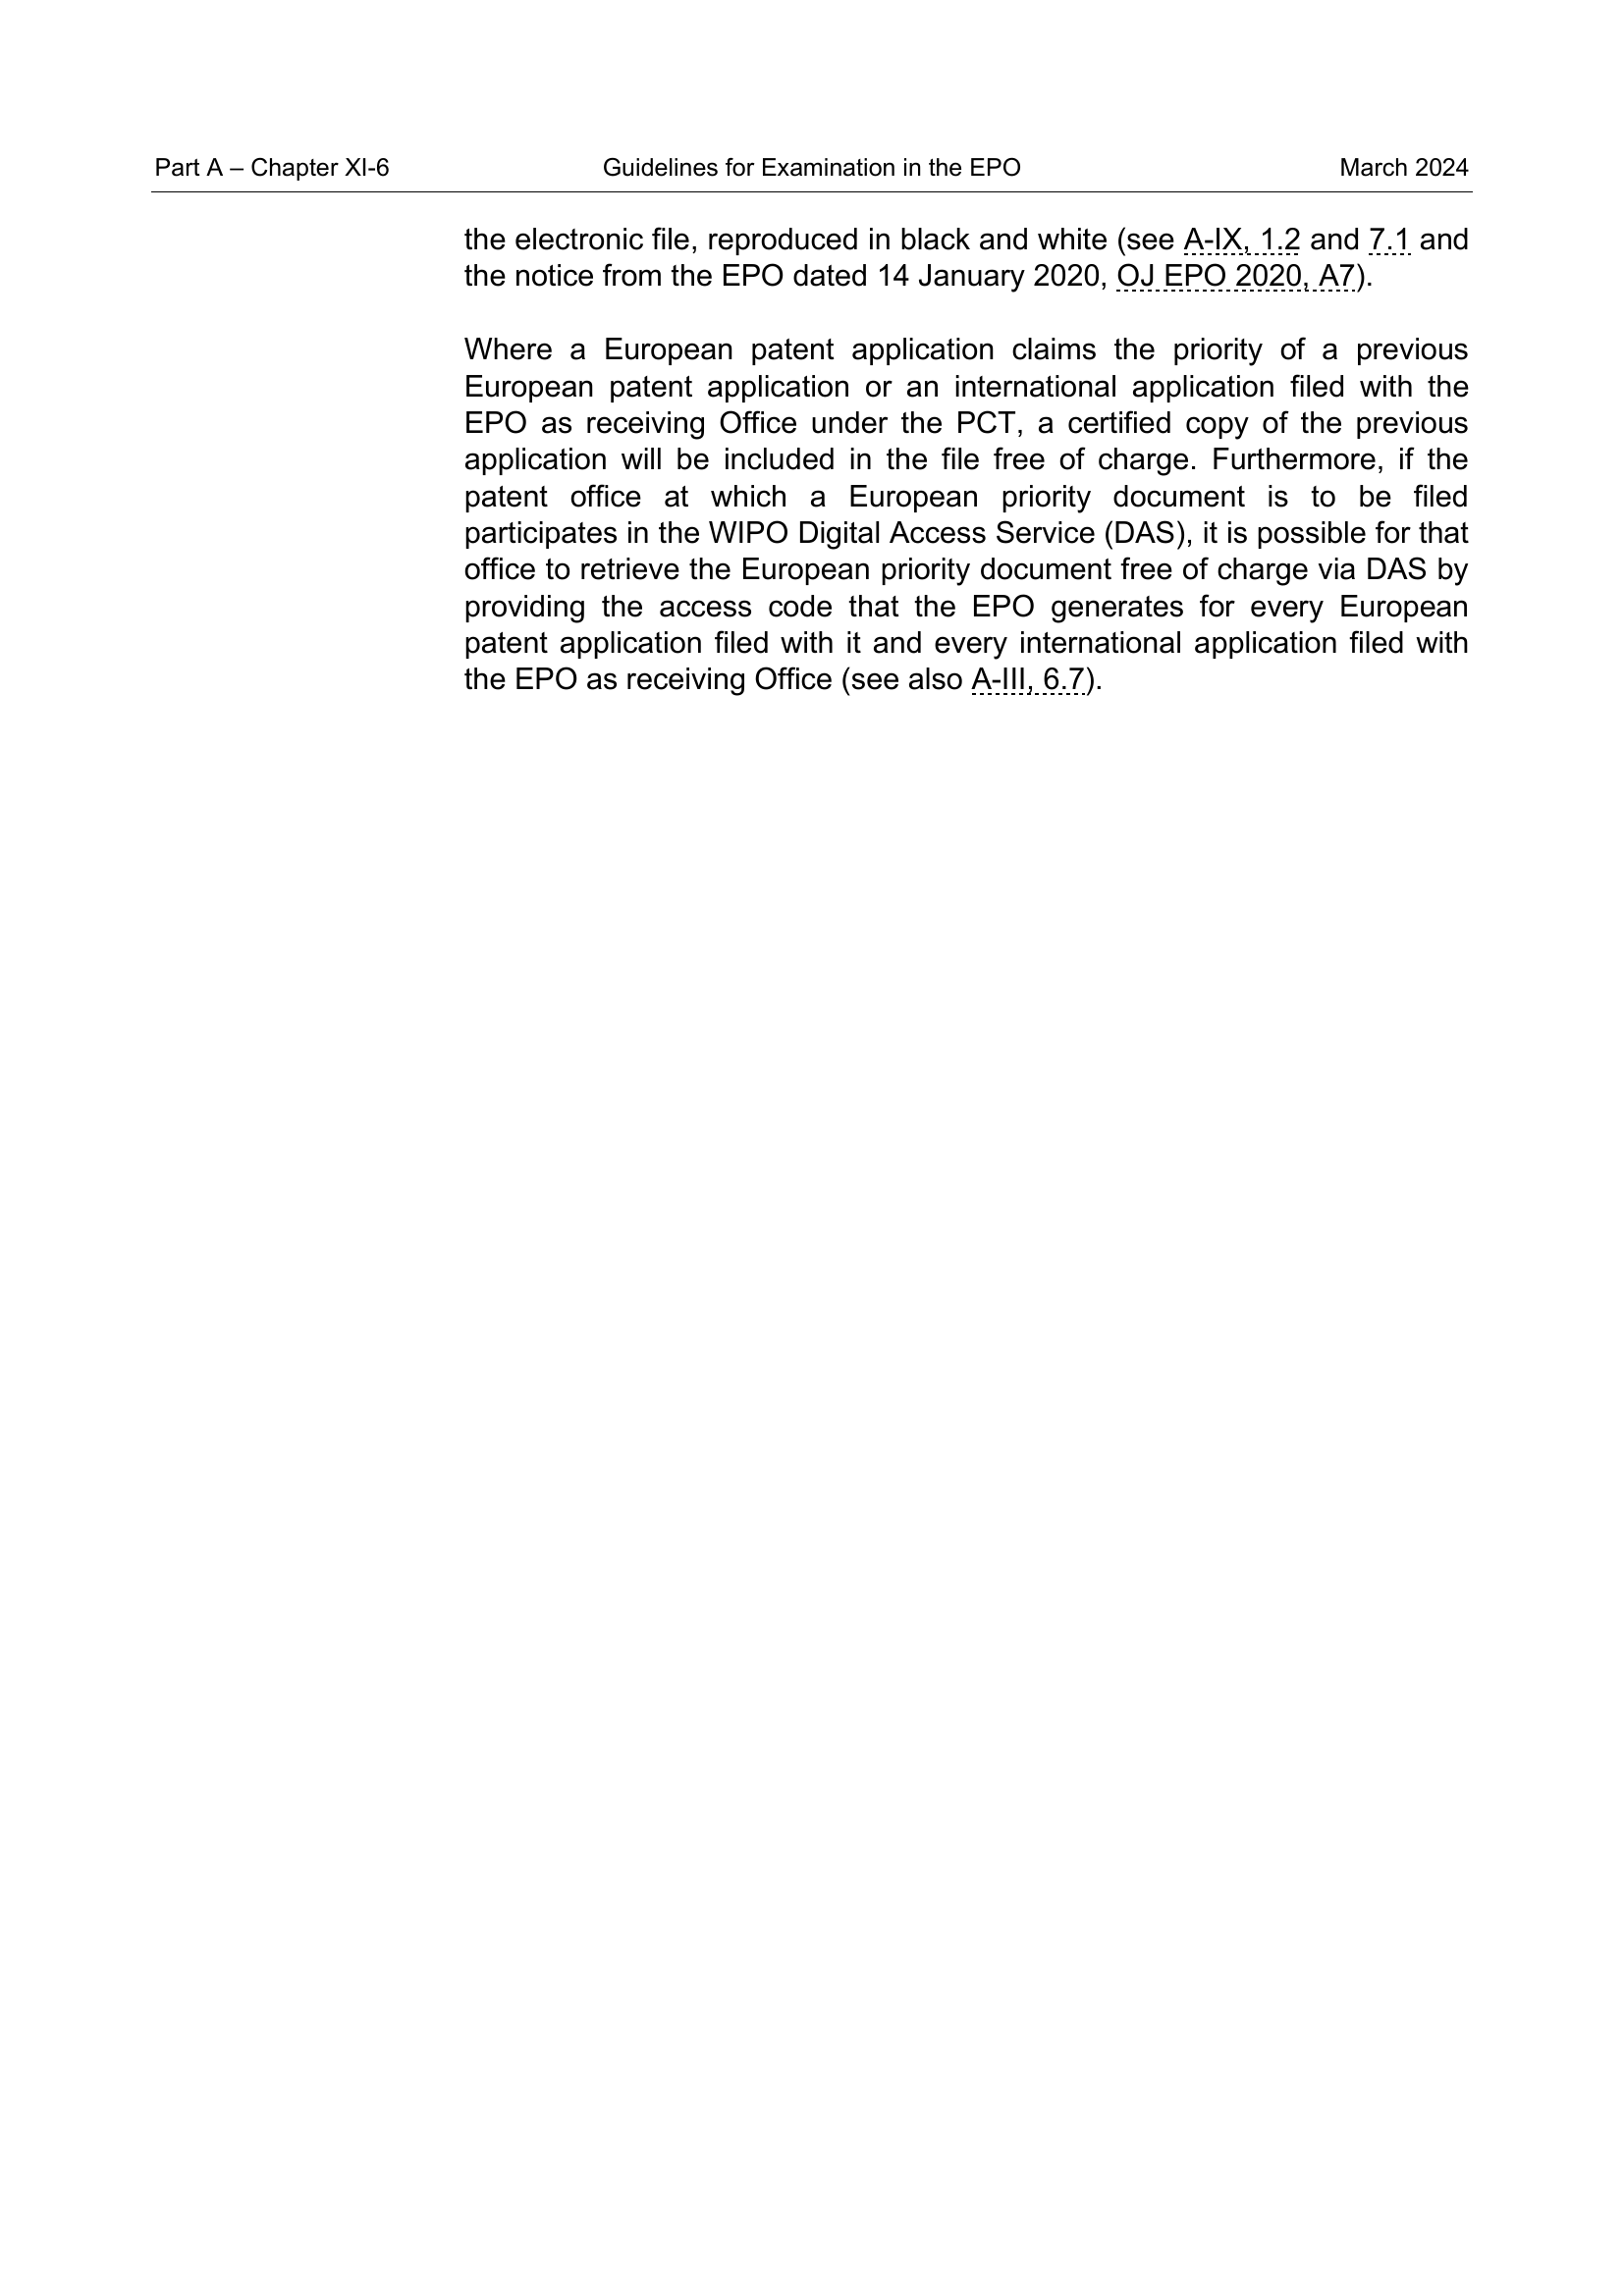 Part A – Chapter XI-6 Guidelines for Examination in the EPO March 2024
the electronic file, reproduced in black and white (see A-IX, 1.2 and 7.1 and
the notice from the EPO dated 14 January 2020, OJ EPO 2020, A7).
Where a European patent application claims the priority of a previous
European patent application or an international application filed with the
EPO as receiving Office under the PCT, a certified copy of the previous
application will be included in the file free of charge. Furthermore, if the
patent office at which a European priority document is to be filed
participates in the WIPO Digital Access Service (DAS), it is possible for that
office to retrieve the European priority document free of charge via DAS by
providing the access code that the EPO generates for every European
patent application filed with it and every international application filed with
the EPO as receiving Office (see also A-III, 6.7).